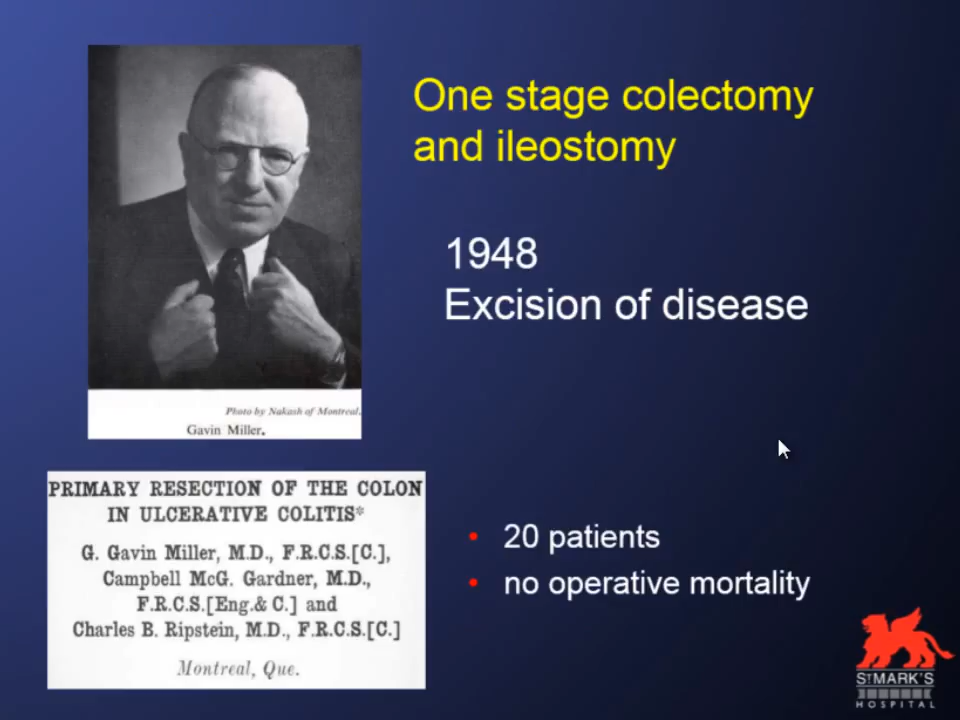 One stage colectomy
and ileostomy
1948
Excision of disease
Photo by Nakash of Montreal.
Gavin Miller.
PRIMARY RESECTION OF THE COLON
IN ULCERATIVE COLITIS*
G. Gavin Miller, M.D., F.R.C.S.[C.],
Campbell McG. Gardner, M.D.,
F.R.C.S.[Eng.& C.] and
Charles B. Ripstein, M.D., F.R.C.S.[C.]
Montreal, Que.
• 20 patients
• no operative mortality
ST MARK'S
HOSPITAL